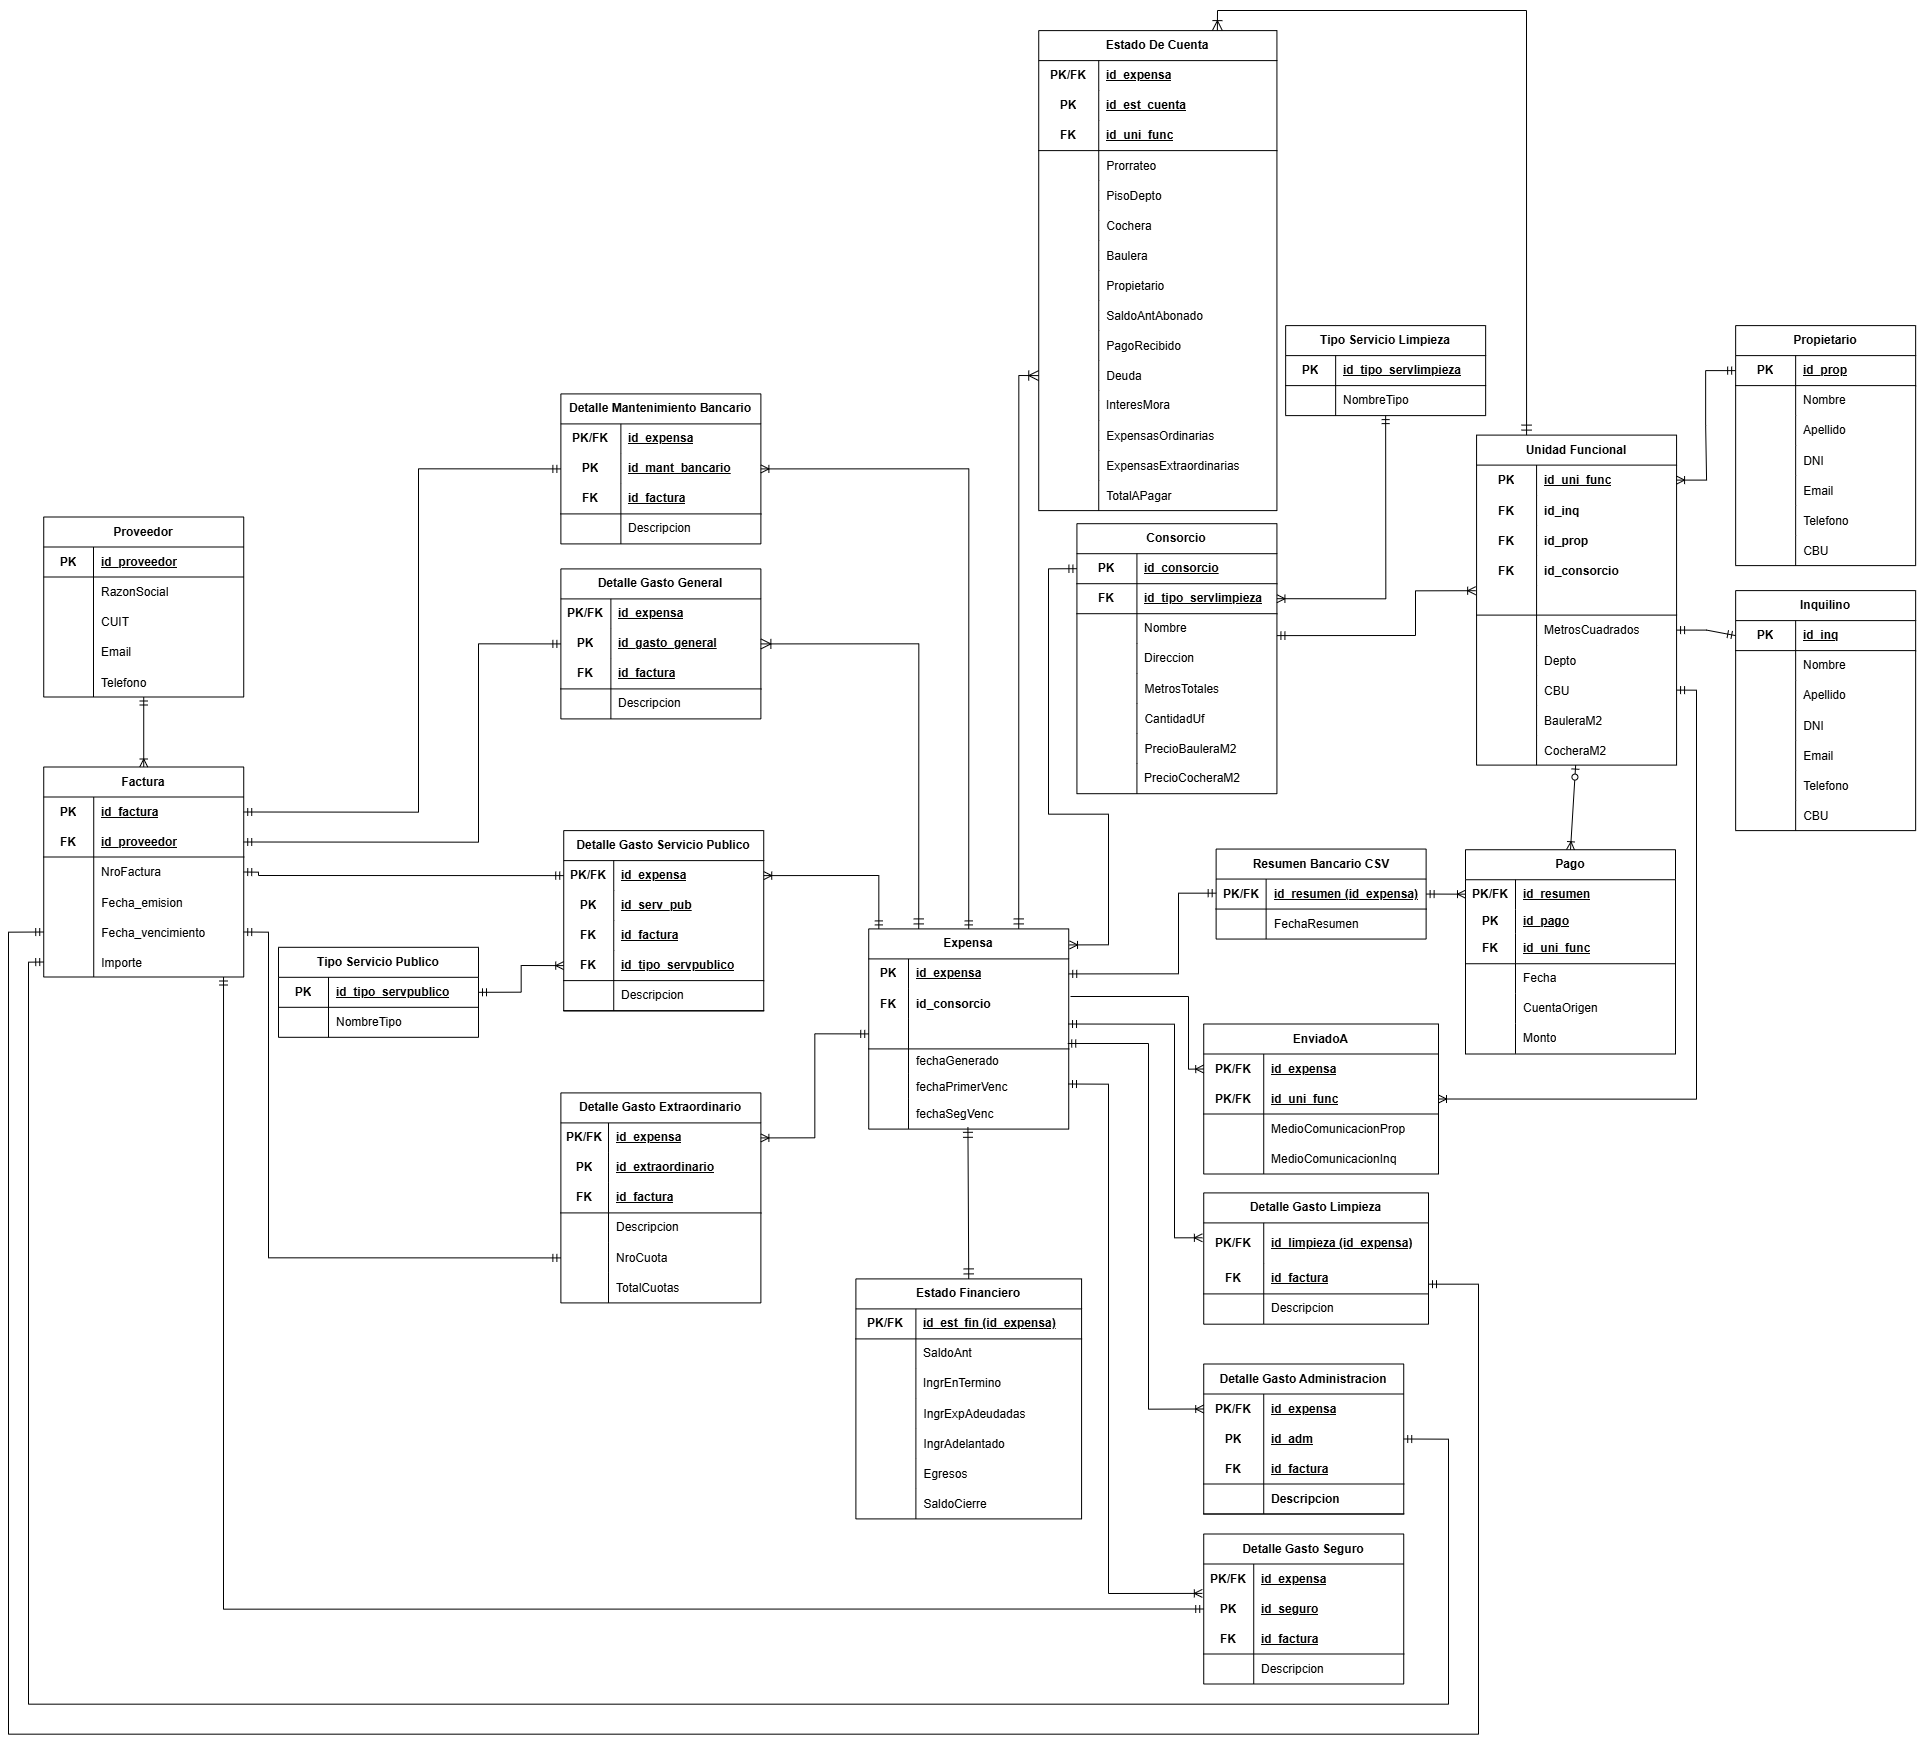 Estado De Cuenta
PK/FK id_expensa
PK id_est_cuenta
FK id_uni_func
Prorrateo
PisoDepto
Cochera
Baulera
Propietario
SaldoAntAbonado
PagoRecibido
Deuda
InteresMora
ExpensasOrdinarias
ExpensasExtraordinarias
TotalAPagar
Tipo Servicio Limpieza
PK id_tipo_servlimpieza
NombreTipo
Propietario
PK id_prop
Nombre
Apellido
DNI
Email
Telefono
CBU
Detalle Mantenimiento Bancario
PK/FK id_expensa
PK id_mant_bancario
FK id_factura
Descripcion
Unidad Funcional
PK id_uni_func
FK id_inq
FK id_prop
FK id_consorcio
MetrosCuadrados
Depto
CBU
BauleraM2
CocheraM2
Proveedor
PK id_proveedor
RazonSocial
CUIT
Email
Telefono
Consorcio
PK id_consorcio
FK id_tipo_servlimpieza
Nombre
Direccion
MetrosTotales
CantidadUf
PrecioBauleraM2
PrecioCocheraM2
Detalle Gasto General
PK/FK id_expensa
PK id_gasto_general
FK id_factura
Descripcion
Inquilino
PK id_inq
Nombre
Apellido
DNI
Email
Telefono
CBU
Factura
PK id_factura
FK id_proveedor
NroFactura
Fecha_emision
Fecha_vencimiento
Importe
Detalle Gasto Servicio Publico
PK/FK id_expensa
PK id_serv_pub
FK id_factura
FK id_tipo_servpublico
Descripcion
Resumen Bancario CSV
PK/FK id_resumen (id_expensa)
FechaResumen
Pago
PK/FK id_resumen
PK id_pago
FK id_uni_func
Fecha
CuentaOrigen
Monto
Expensa
PK id_expensa
FK id_consorcio
fechaGenerado
fechaPrimerVenc
fechaSegVenc
Tipo Servicio Publico
PK id_tipo_servpublico
NombreTipo
EnviadoA
PK/FK id_expensa
PK/FK id_uni_func
MedioComunicacionProp
MedioComunicacionInq
Detalle Gasto Extraordinario
PK/FK id_expensa
PK id_extraordinario
FK id_factura
Descripcion
NroCuota
TotalCuotas
Detalle Gasto Limpieza
PK/FK id_limpieza (id_expensa)
FK id_factura
Descripcion
Estado Financiero
PK/FK id_est_fin (id_expensa)
SaldoAnt
IngrEnTermino
IngrExpAdeudadas
IngrAdelantado
Egresos
SaldoCierre
Detalle Gasto Administracion
PK/FK id_expensa
PK id_adm
FK id_factura
Descripcion
Detalle Gasto Seguro
PK/FK id_expensa
PK id_seguro
FK id_factura
Descripcion